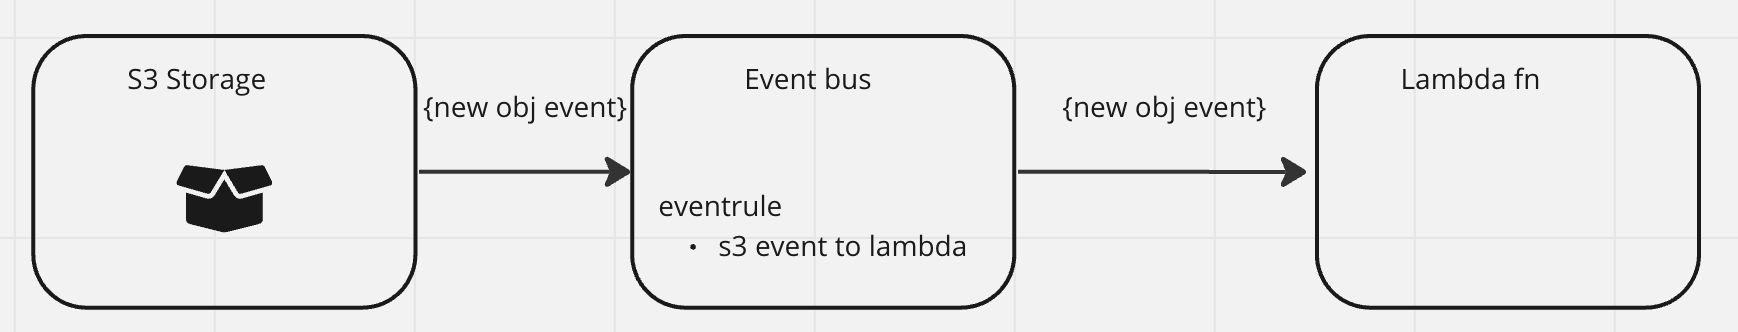 S3 Storage
{new obj event}
Event bus
eventrule
• s3 event to lambda
{new obj event}
Lambda fn